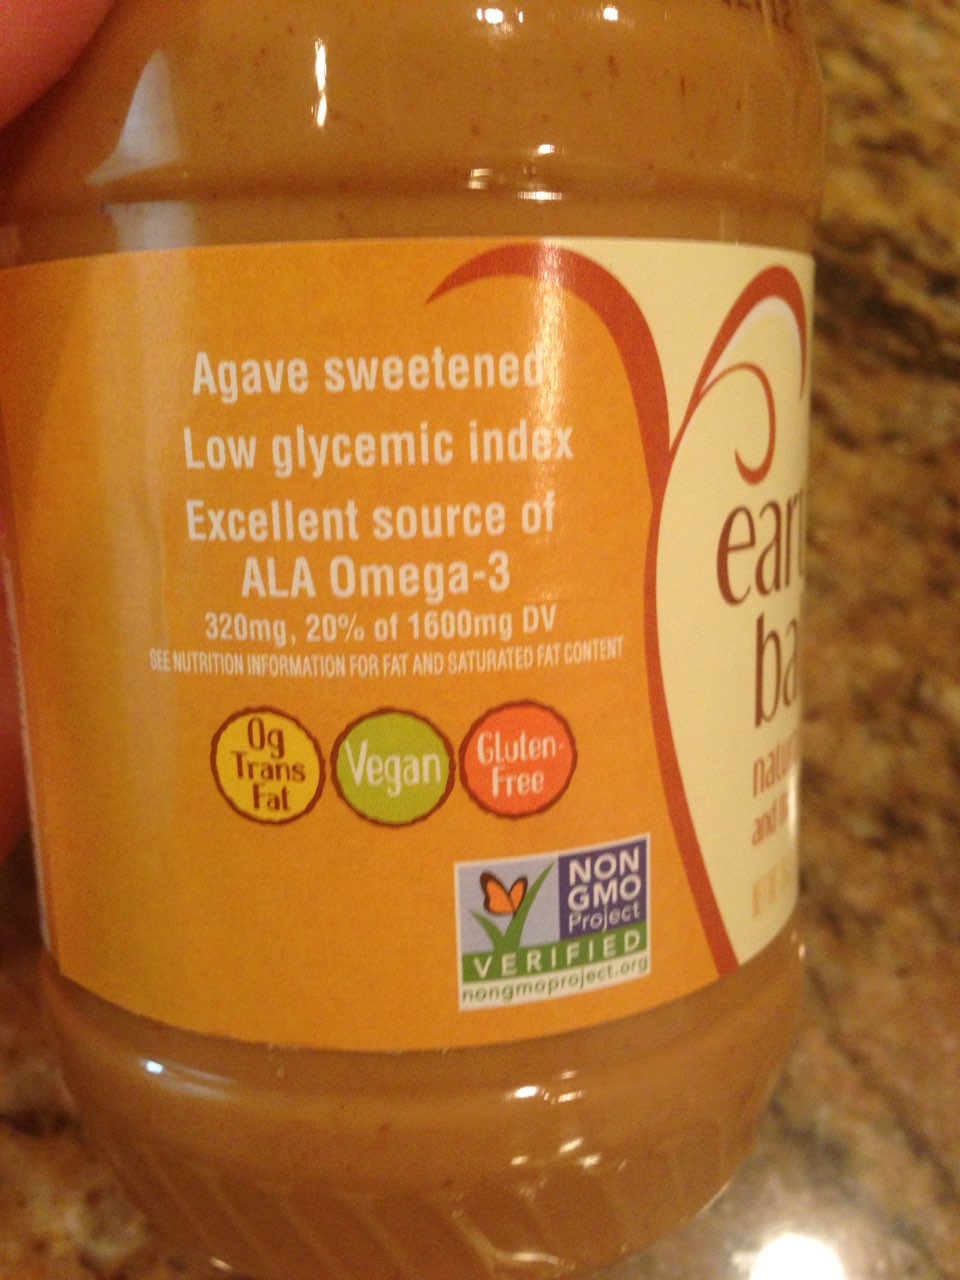 Agave sweetened
Low glycemic index
Excellent source of
ALA Omega-3
320mg, 20% of 1600mg DV
SEE NUTRITION INFORMATION FOR FAT AND SATURATED FAT CONTENT
0g
Trans
Fat
Vegan
Gluten-
Free
NON
GMO
Project
VERIFIED
nongmoproject.org
ear
ba
natu
and